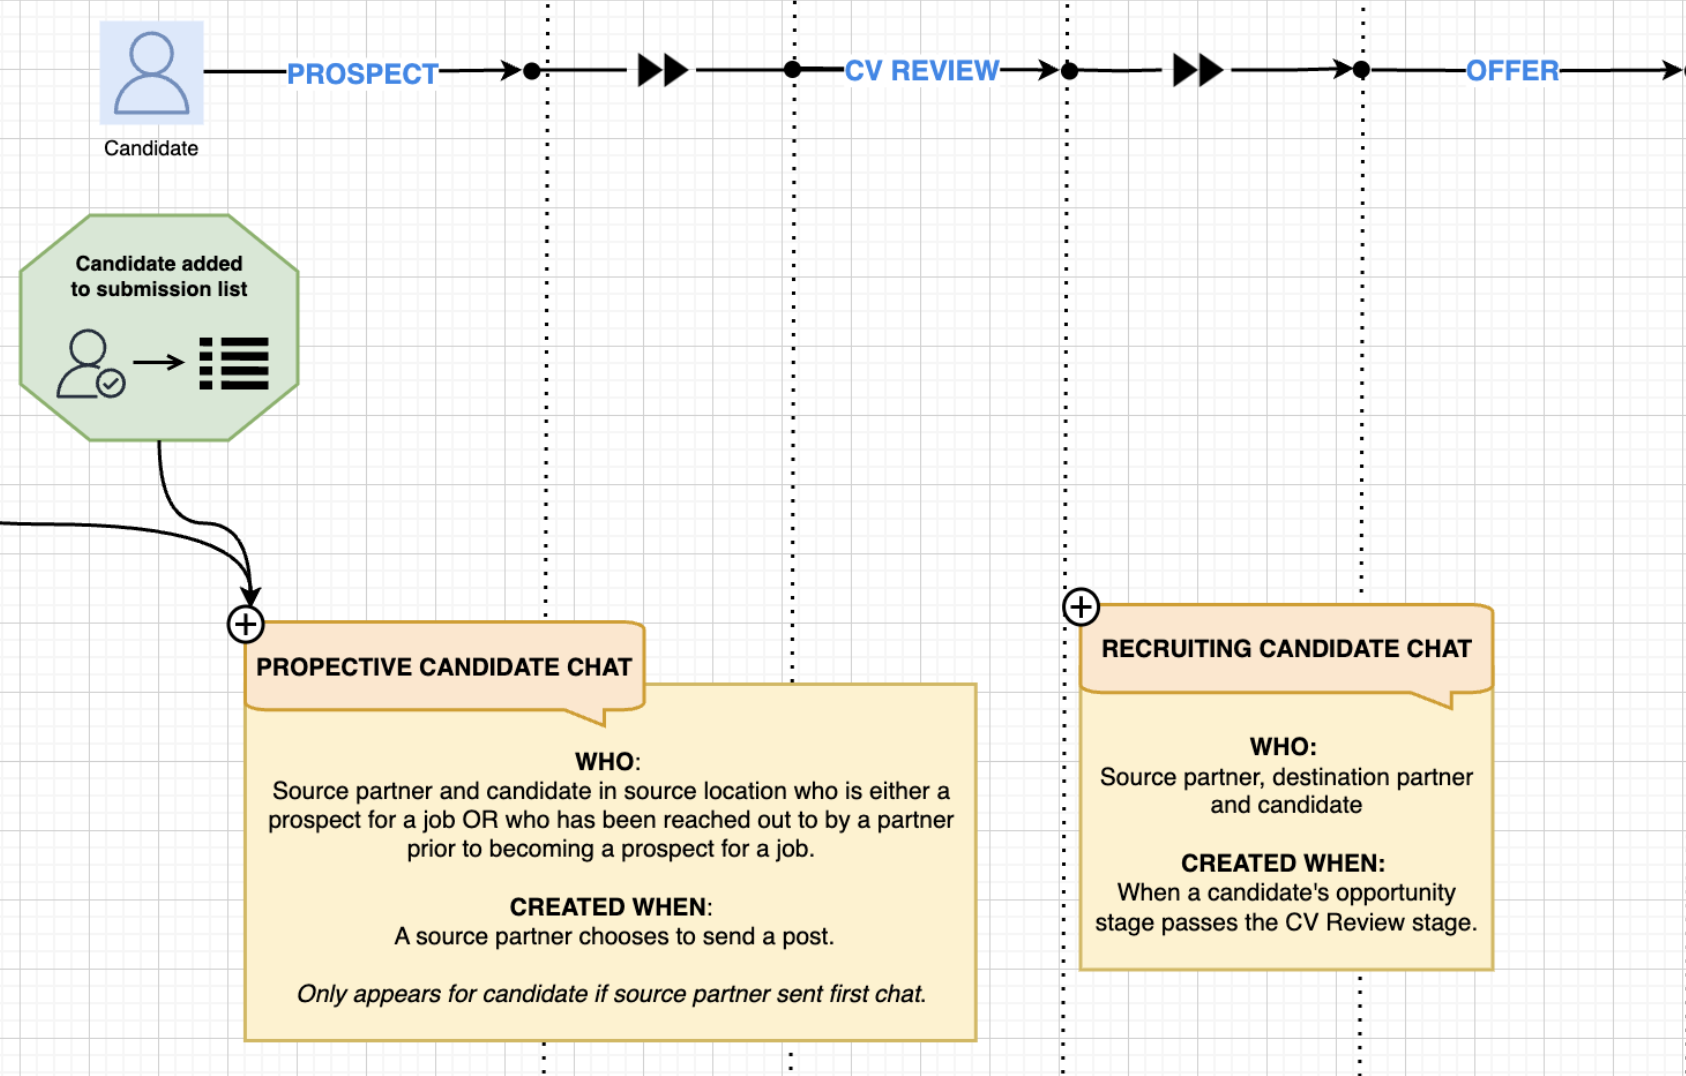 PROSPECT
CV REVIEW
OFFER
Candidate
Candidate added
to submission list
PROPECTIVE CANDIDATE CHAT
WHO:
Source partner and candidate in source location who is either a
prospect for a job OR who has been reached out to by a partner
prior to becoming a prospect for a job.
CREATED WHEN:
A source partner chooses to send a post.
Only appears for candidate if source partner sent first chat.
RECRUITING CANDIDATE CHAT
WHO:
Source partner, destination partner
and candidate
CREATED WHEN:
When a candidate's opportunity
stage passes the CV Review stage.